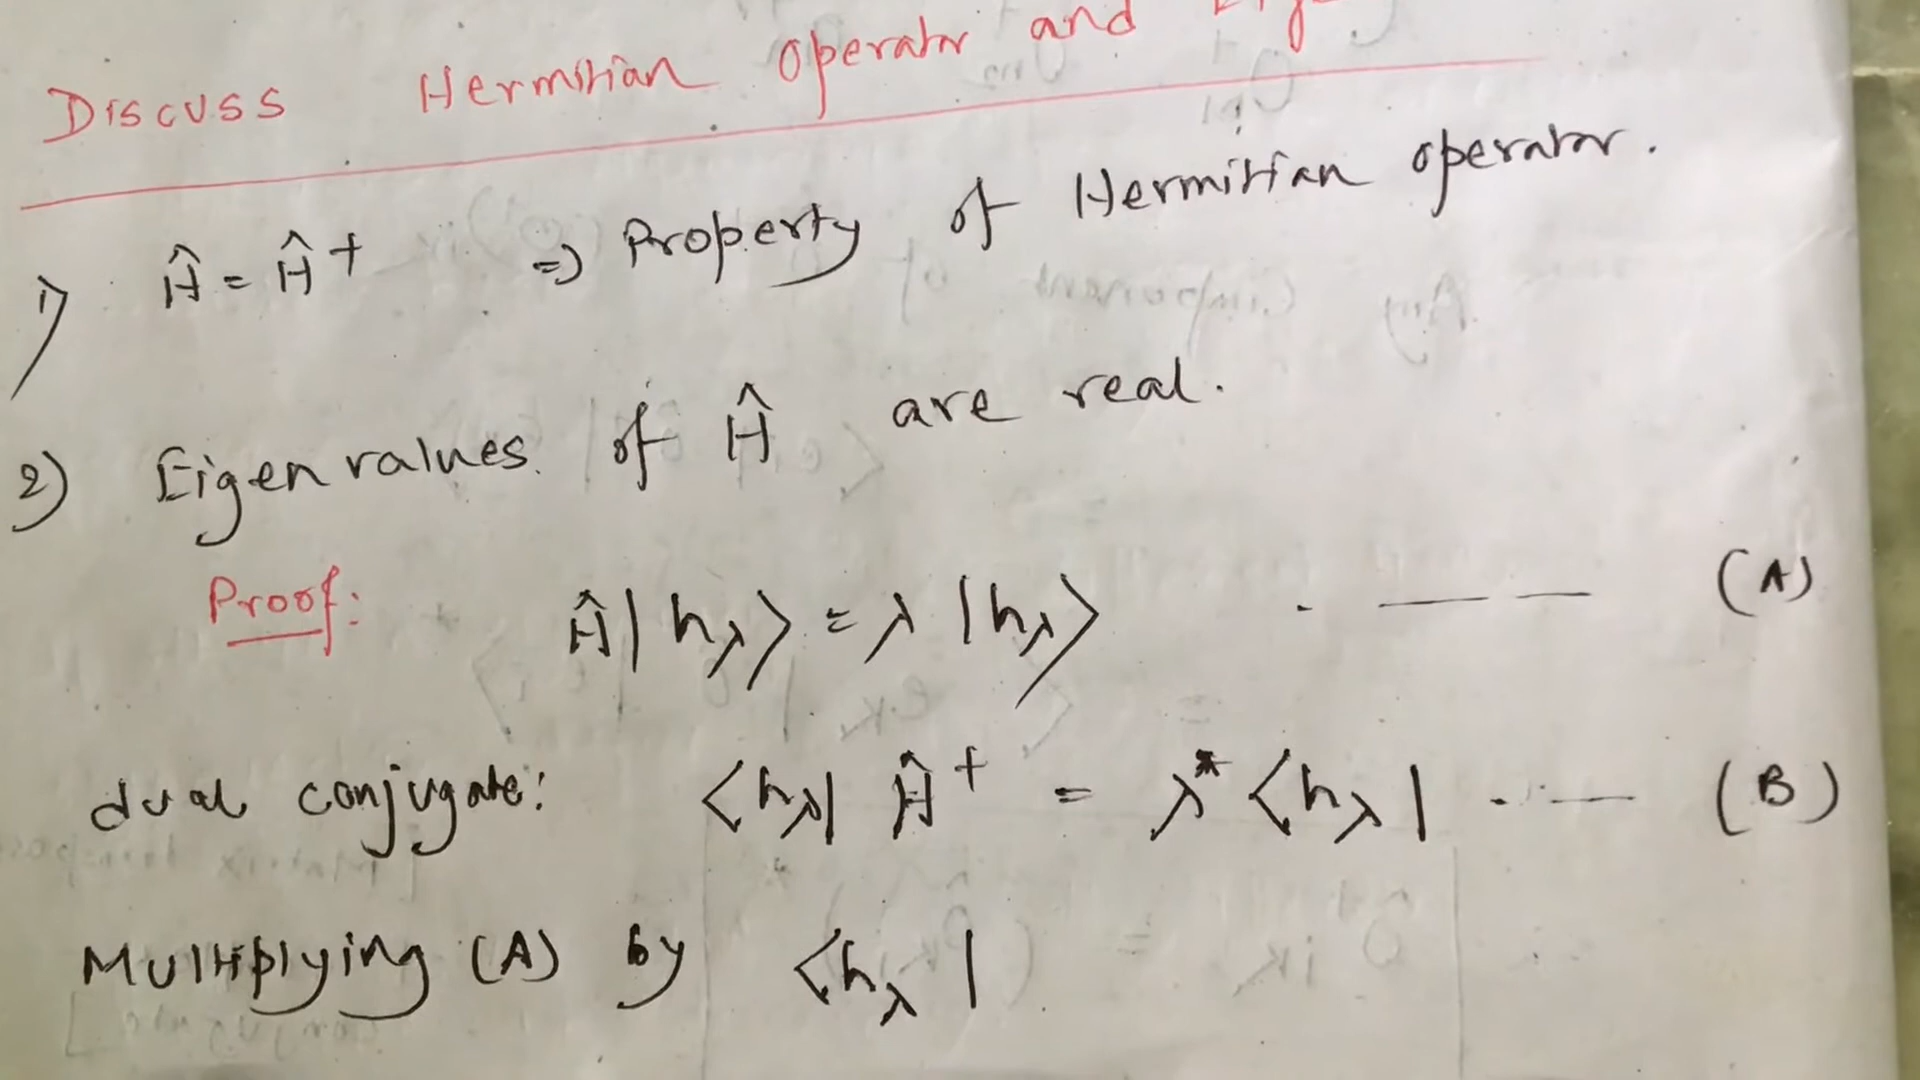 Discuss Hermitian operator and
1) Ĥ = Ĥ† ⇒ Property of Hermitian operator.
2) Eigenvalues of Ĥ are real.
Proof: Ĥ|h_λ⟩ = λ|h_λ⟩ . — — (A)
dual conjugate: ⟨h_λ|Ĥ† = λ*⟨h_λ| - · — (B)
Multiplying (A) by ⟨h_λ|